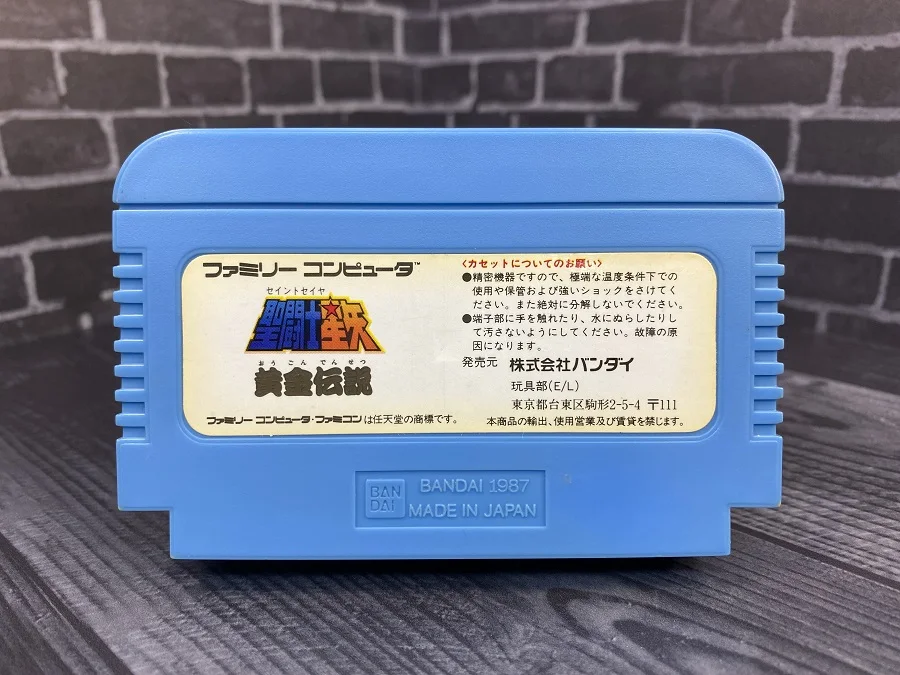 ファミリー コンピュータ™
セイントセイヤ
聖闘士星矢
おうごんでんせつ
黄金伝説
ファミリー コンピュータ・ファミコンは任天堂の商標です。
〈カセットについてのお願い〉
●精密機器ですので、極端な温度条件下での
使用や保管および強いショックをさけてく
ださい。また絶対に分解しないでください。
●端子部に手を触れたり、水にぬらしたりし
て汚さないようにしてください。故障の原
因になります。
発売元 株式会社バンダイ
玩具部(E/L)
東京都台東区駒形2-5-4 〒111
本商品の輸出、使用営業及び賃貸を禁じます。
BAN
DAI
BANDAI 1987
MADE IN JAPAN